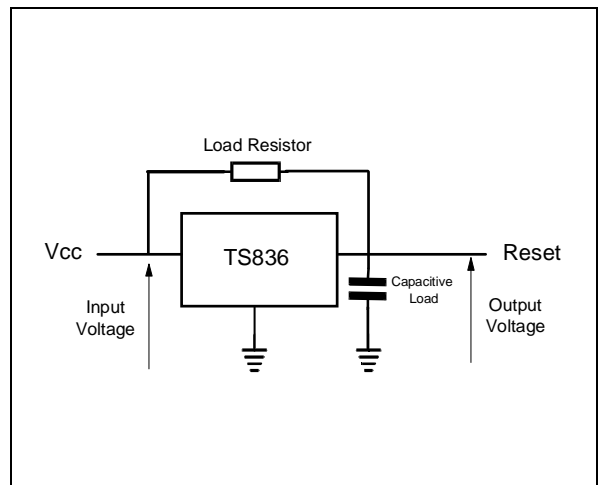 Load Resistor
Vcc
TS836
Reset
Capacitive
Load
Input
Voltage
Output
Voltage